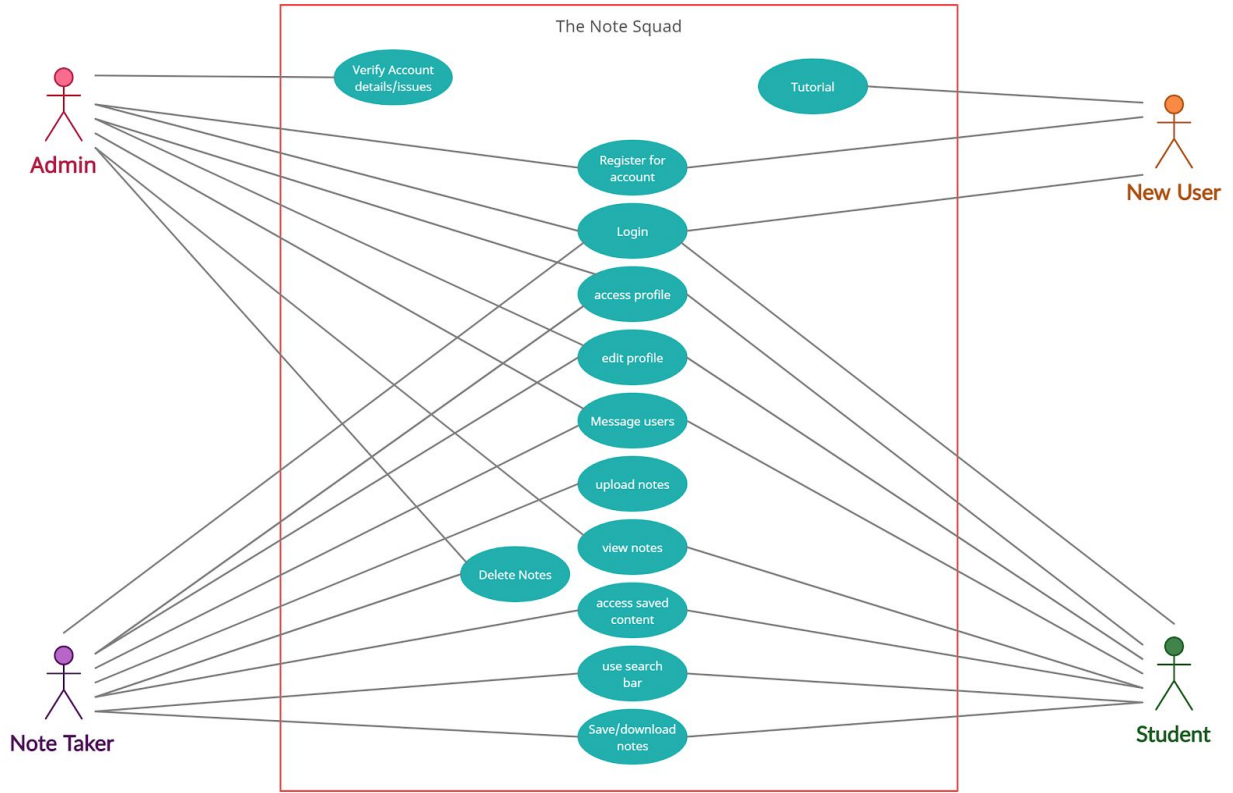 The Note Squad
Verify Account
details/issues
Tutorial
Admin
New User
Register for
account
Login
access profile
edit profile
Message users
upload notes
view notes
Delete Notes
access saved
content
use search
bar
Save/download
notes
Note Taker
Student